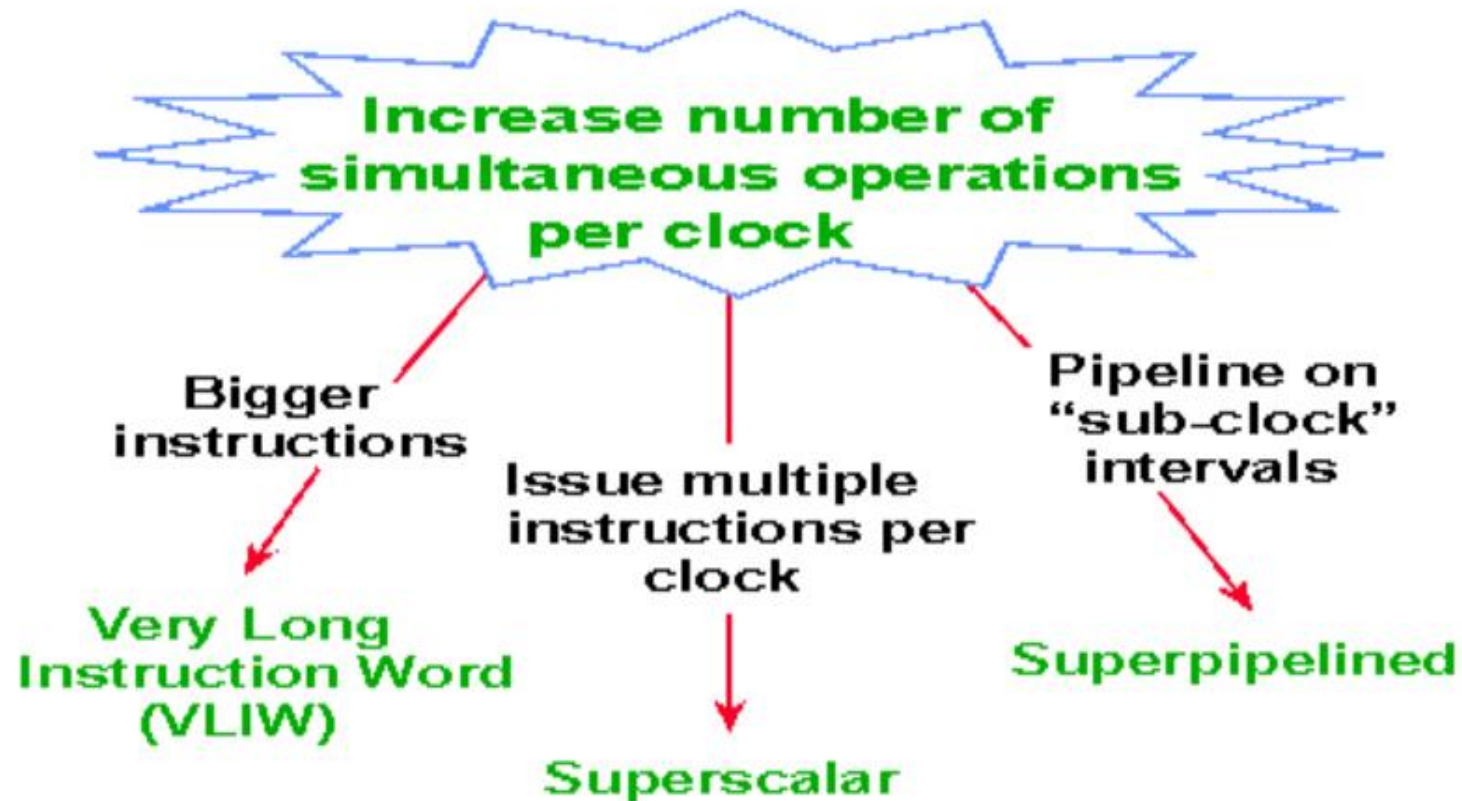 Increase number of
simultaneous operations
per clock
Bigger
instructions
Very Long
Instruction Word
(VLIW)
Issue multiple
instructions per
clock
Superscalar
Pipeline on
“sub-clock”
intervals
Superpipelined